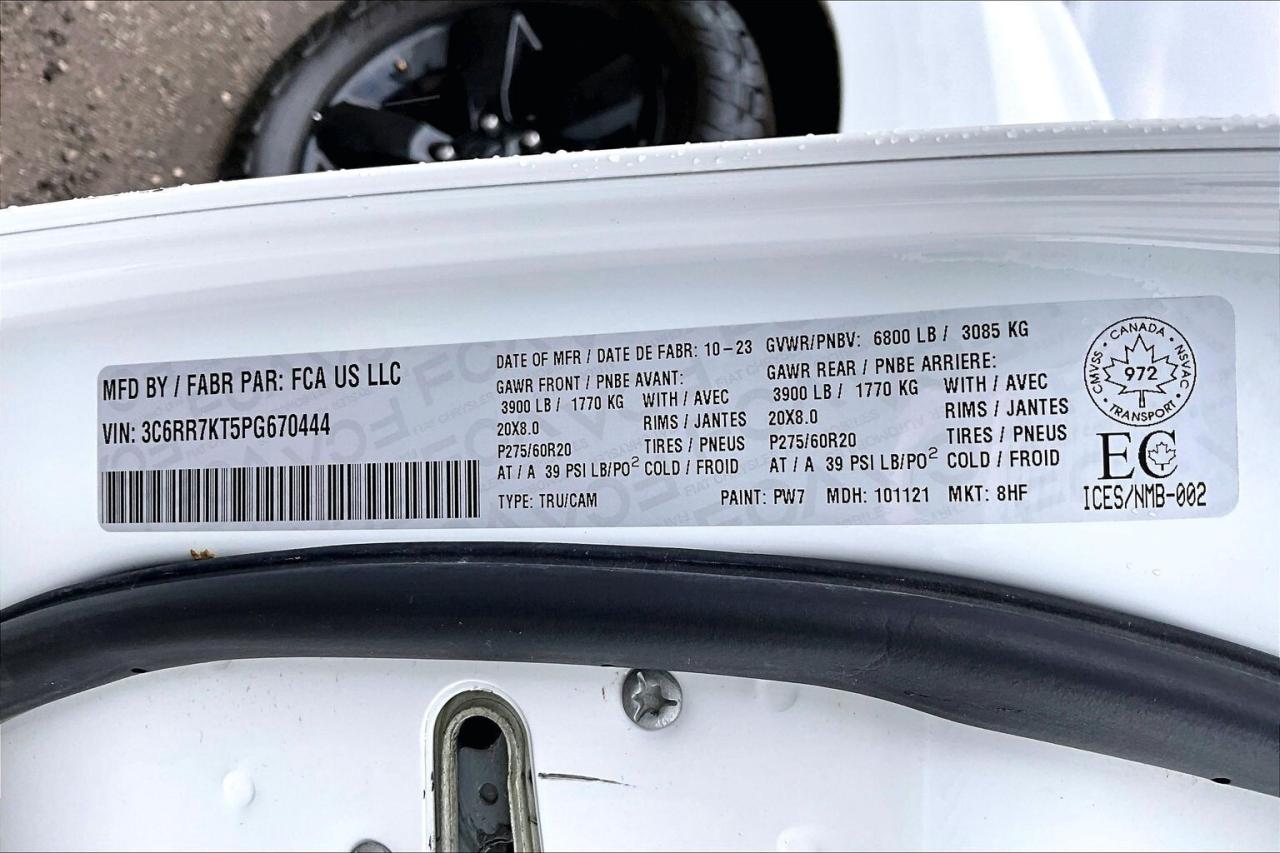 MFD BY / FABR PAR: FCA US LLC
VIN: 3C6RR7KT5PG670444
DATE OF MFR / DATE DE FABR: 10-23 GVWR/PNBV: 6800 LB / 3085 KG
GAWR FRONT / PNBE AVANT:
3900 LB / 1770 KG WITH / AVEC
20X8.0 RIMS / JANTES
P275/60R20 TIRES / PNEUS
AT / A 39 PSI LB/PO² COLD / FROID
GAWR REAR / PNBE ARRIERE:
3900 LB / 1770 KG WITH / AVEC
20X8.0 RIMS / JANTES
P275/60R20 TIRES / PNEUS
AT / A 39 PSI LB/PO² COLD / FROID
TYPE: TRU/CAM PAINT: PW7 MDH: 101121 MKT: 8HF
CMVSS • CANADA • NSVAC • TRANSPORT •
972
EC
ICES/NMB-002